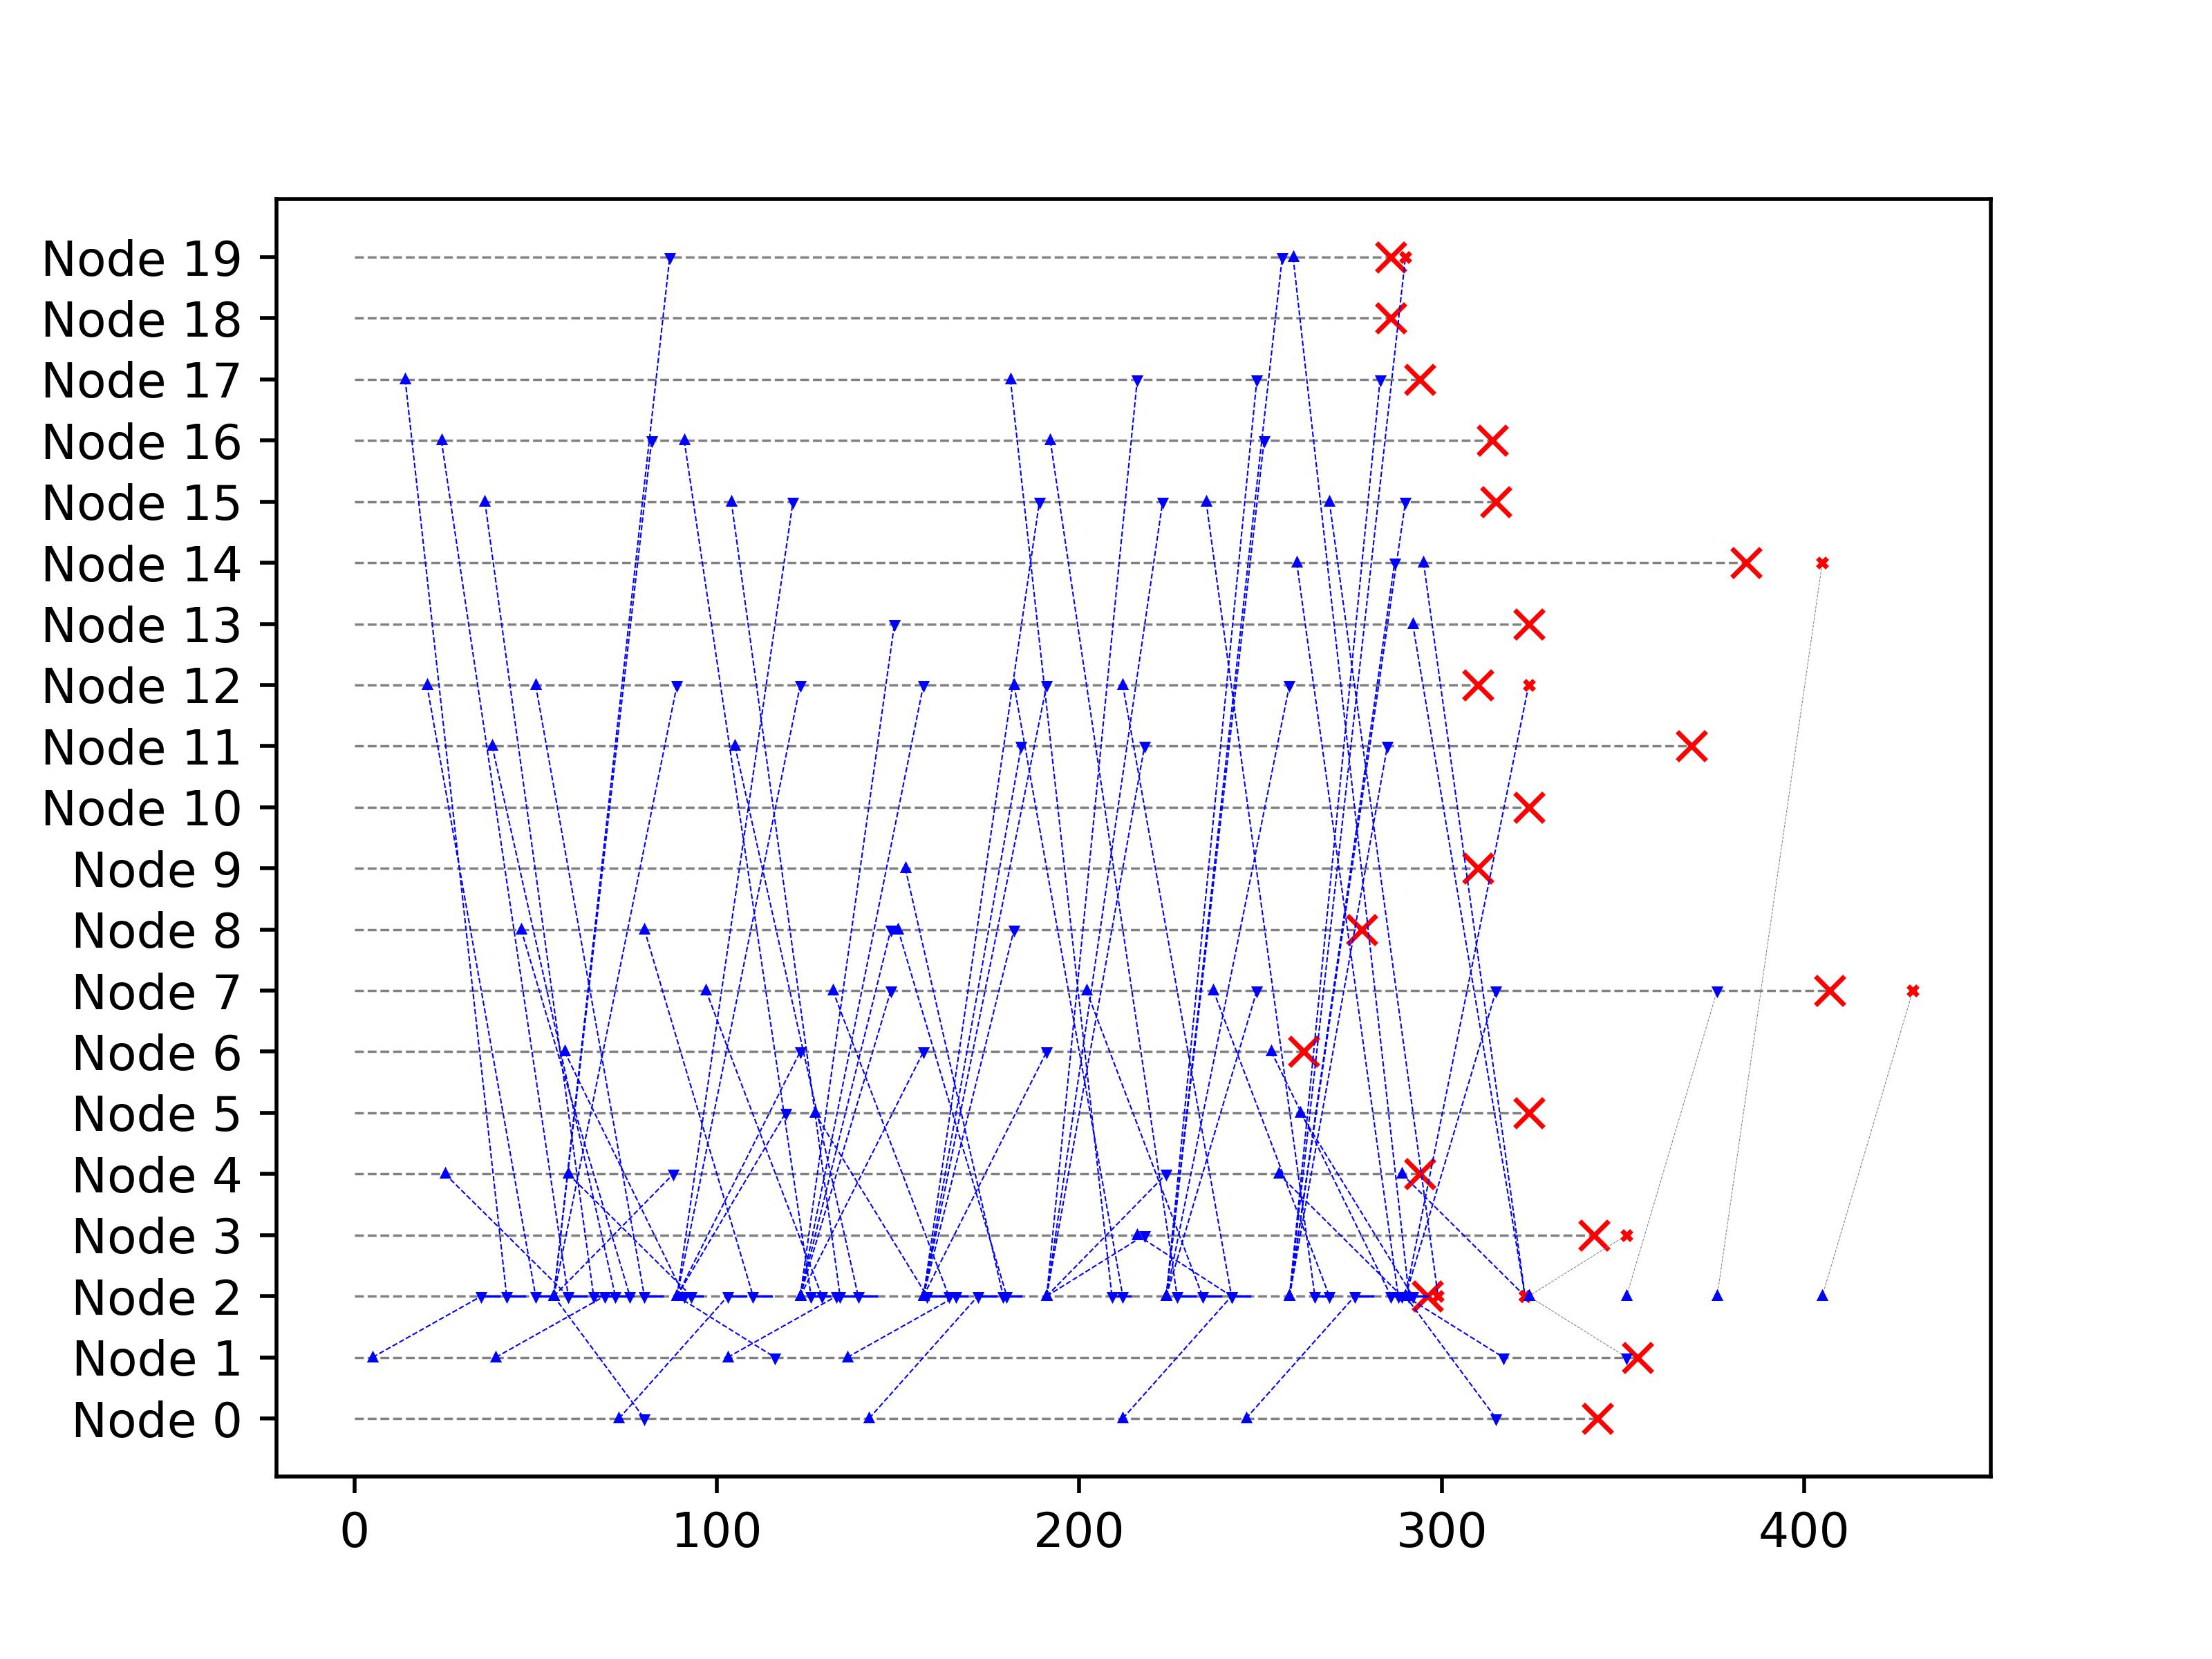 Node 19
Node 18
Node 17
Node 16
Node 15
Node 14
Node 13
Node 12
Node 11
Node 10
Node 9
Node 8
Node 7
Node 6
Node 5
Node 4
Node 3
Node 2
Node 1
Node 0
0 100 200 300 400